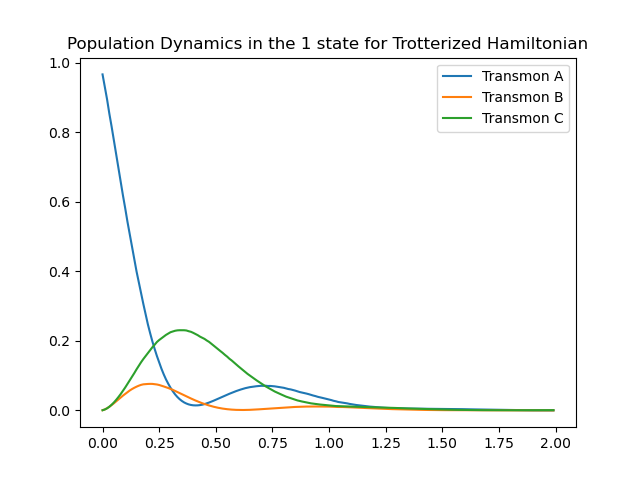 Population Dynamics in the 1 state for Trotterized Hamiltonian
Transmon A
Transmon B
Transmon C
1.0
0.8
0.6
0.4
0.2
0.0
0.00 0.25 0.50 0.75 1.00 1.25 1.50 1.75 2.00